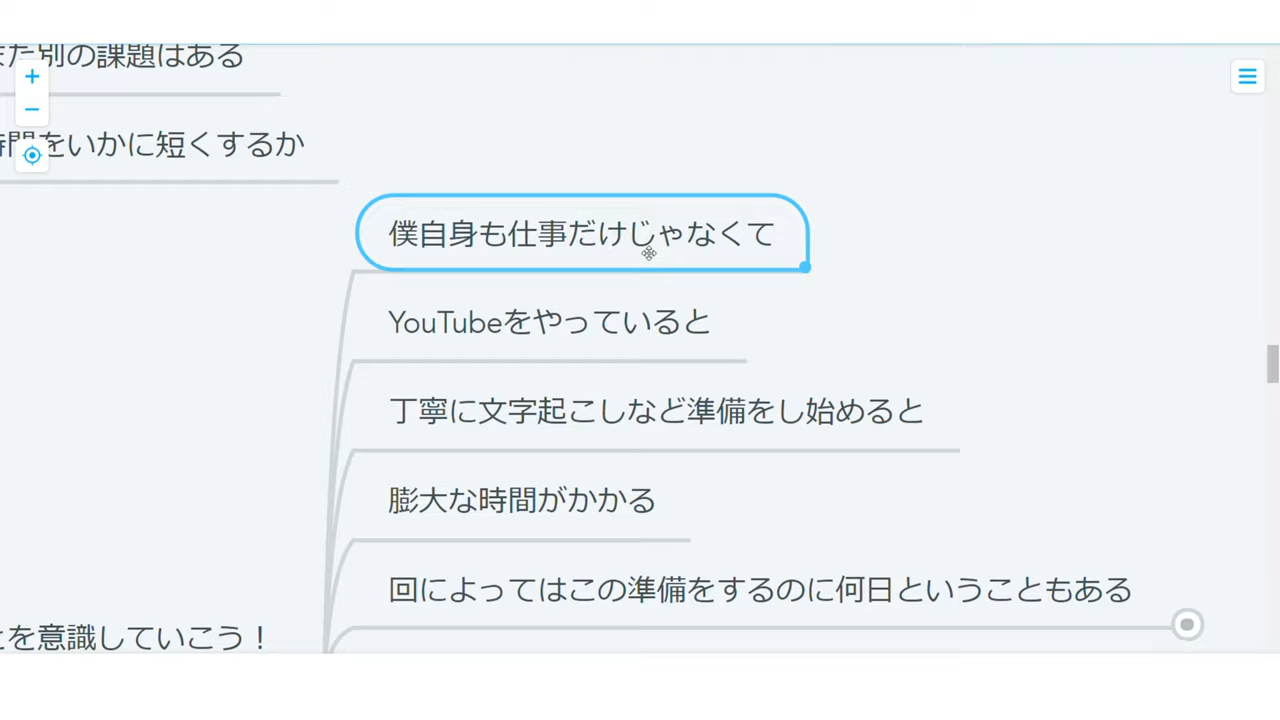 た別の課題はある
間をいかに短くするか
僕自身も仕事だけじゃなくて
YouTubeをやっていると
丁寧に文字起こしなど準備をし始めると
膨大な時間がかかる
回によってはこの準備をするのに何日ということもある
を意識していこう！